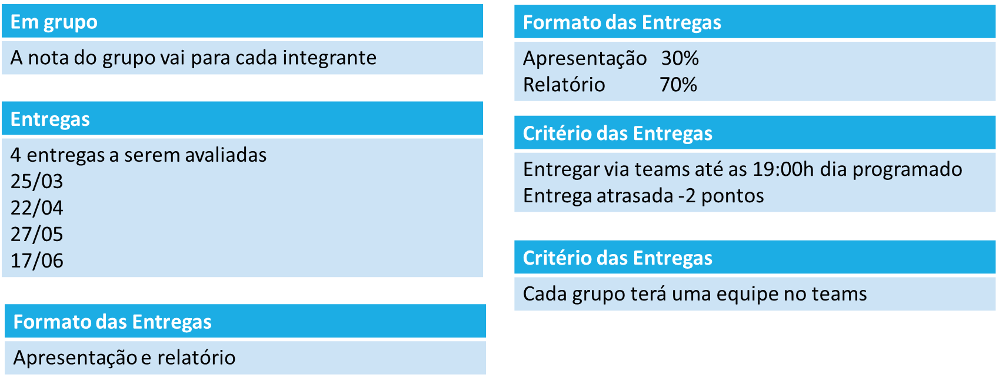 Em grupo
A nota do grupo vai para cada integrante
Entregas
4 entregas a serem avaliadas
25/03
22/04
27/05
17/06
Formato das Entregas
Apresentação e relatório
Formato das Entregas
Apresentação 30%
Relatório 70%
Critério das Entregas
Entregar via teams até as 19:00h dia programado
Entrega atrasada -2 pontos
Critério das Entregas
Cada grupo terá uma equipe no teams